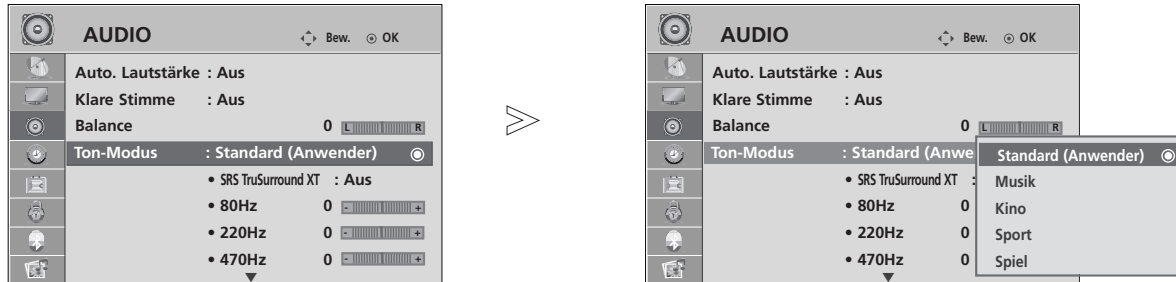 AUDIO Bew. OK
Auto. Lautstärke : Aus
Klare Stimme : Aus
Balance 0 L R
Ton-Modus : Standard (Anwender)
• SRS TruSurround XT : Aus
• 80Hz 0 - +
• 220Hz 0 - +
• 470Hz 0 - +
AUDIO Bew. OK
Auto. Lautstärke : Aus
Klare Stimme : Aus
Balance 0 L R
Ton-Modus : Standard (Anwe
• SRS TruSurround XT :
• 80Hz 0
• 220Hz 0
• 470Hz 0
Standard (Anwender)
Musik
Kino
Sport
Spiel